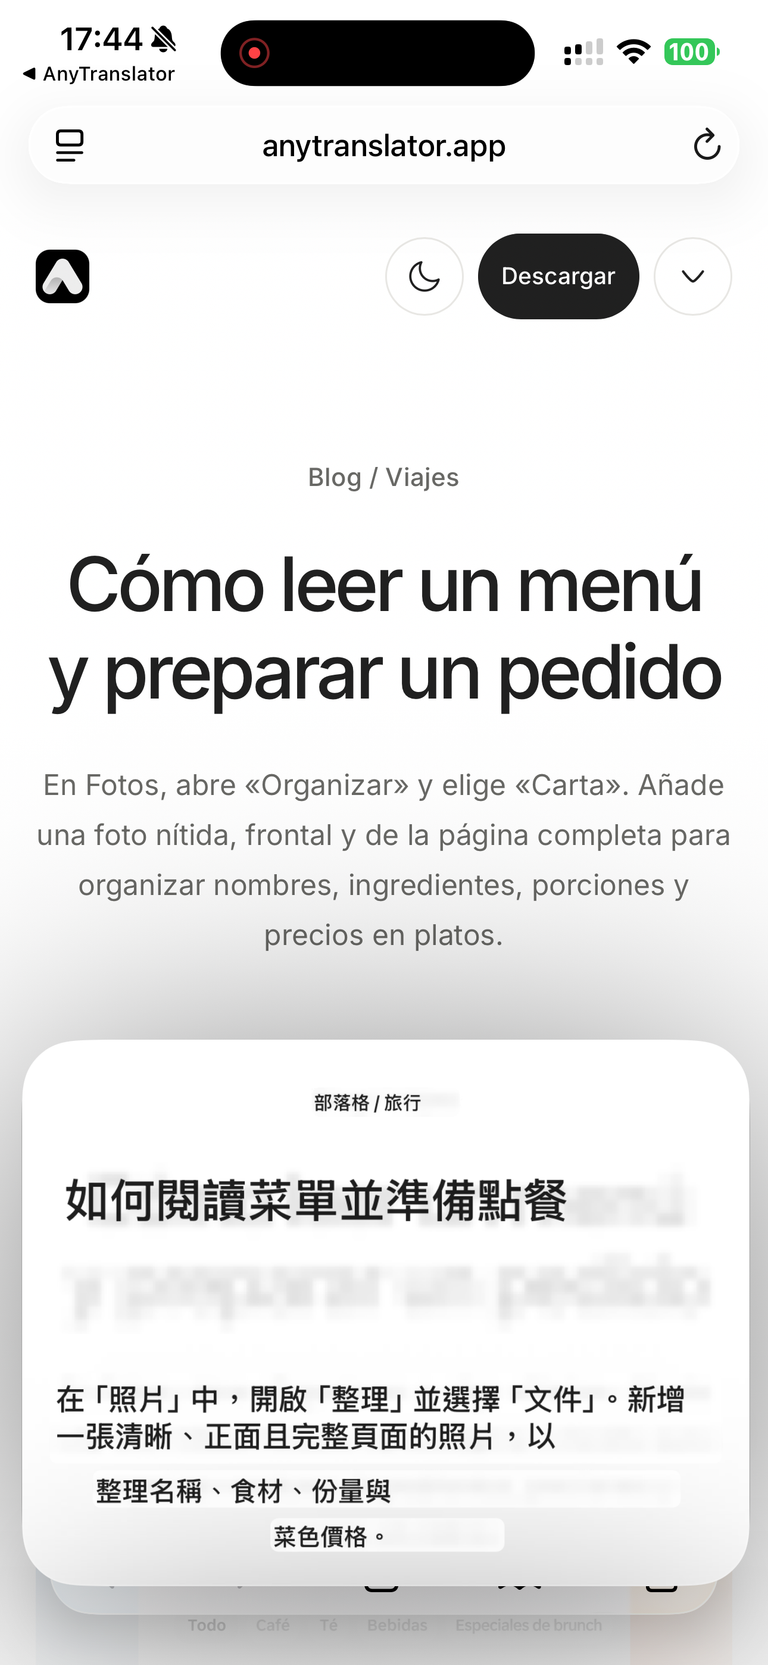 17:44
100
AnyTranslator
anytranslator.app
Descargar
Blog / Viajes
Cómo leer un menú
y preparar un pedido
En Fotos, abre «Organizar» y elige «Carta». Añade
una foto nítida, frontal y de la página completa para
organizar nombres, ingredientes, porciones y
precios en platos.
部落格 / 旅行
如何閱讀菜單並準備點餐
在「照片」中，開啟「整理」並選擇「文件」。新增
一張清晰、正面且完整頁面的照片，以
整理名稱、食材、份量與
菜色價格。
Todo Café Té Bebidas Especiales de brunch